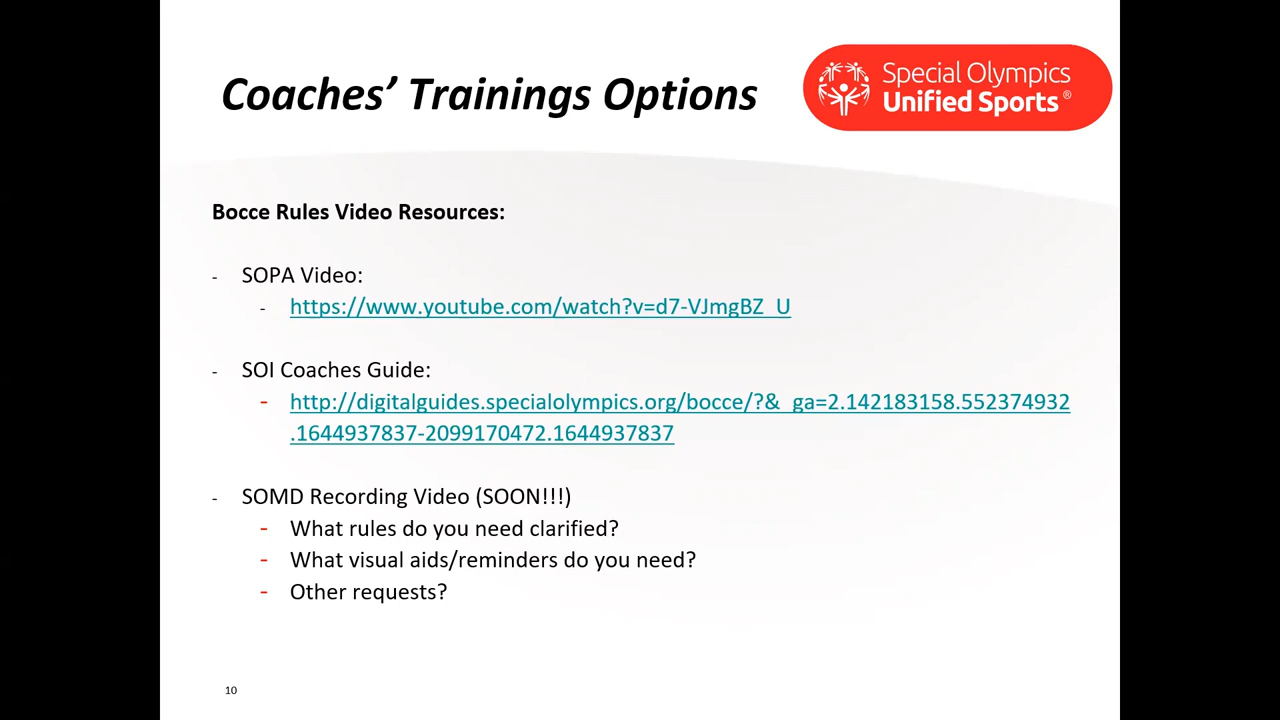 Coaches' Trainings Options
Special Olympics
Unified Sports®
Bocce Rules Video Resources:
- SOPA Video:
- https://www.youtube.com/watch?v=d7-VJmgBZ_U
- SOI Coaches Guide:
- http://digitalguides.specialolympics.org/bocce/?&_ga=2.142183158.552374932
.1644937837-2099170472.1644937837
- SOMD Recording Video (SOON!!!)
- What rules do you need clarified?
- What visual aids/reminders do you need?
- Other requests?
10